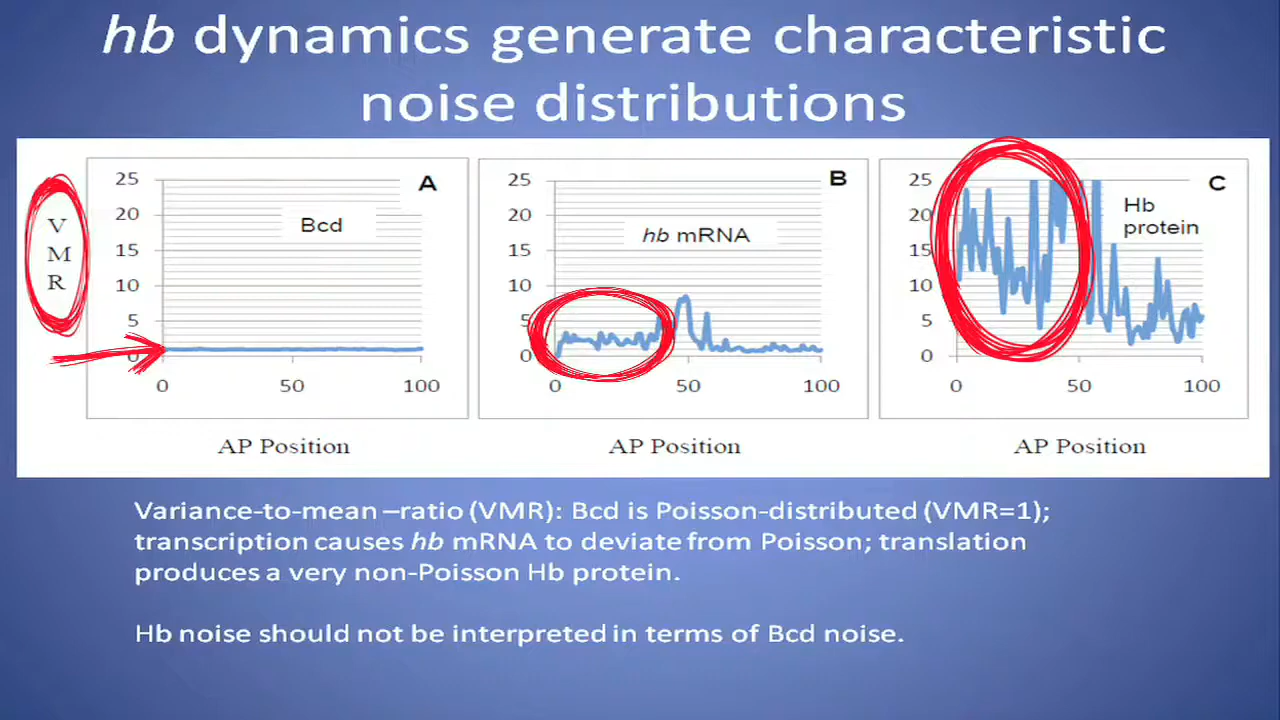 hb dynamics generate characteristic
noise distributions
V
M
R
25
20
15
10
5
0
A
Bcd
0 50 100
AP Position
25
20
15
10
5
0
B
hb mRNA
0 50 100
AP Position
25
20
15
10
5
0
C
Hb
protein
0 50 100
AP Position
Variance-to-mean –ratio (VMR): Bcd is Poisson-distributed (VMR=1);
transcription causes hb mRNA to deviate from Poisson; translation
produces a very non-Poisson Hb protein.
Hb noise should not be interpreted in terms of Bcd noise.